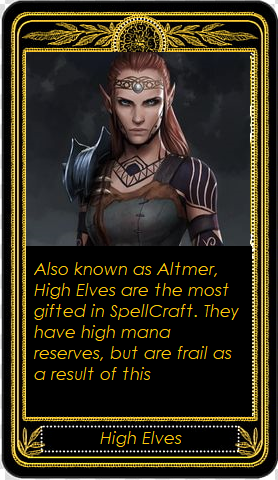 Also known as Altmer,
High Elves are the most
gifted in SpellCraft. They
have high mana
reserves, but are frail as
a result of this
High Elves